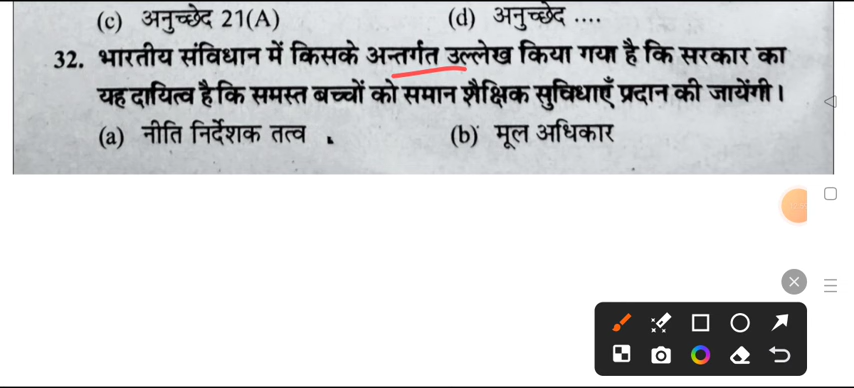 (c) अनुच्छेद 21(A) (d) अनुच्छेद ....
32. भारतीय संविधान में किसके अन्तर्गत उल्लेख किया गया है कि सरकार का
यह दायित्व है कि समस्त बच्चों को समान शैक्षिक सुविधाएँ प्रदान की जायेंगी।
(a) नीति निर्देशक तत्व . (b) मूल अधिकार